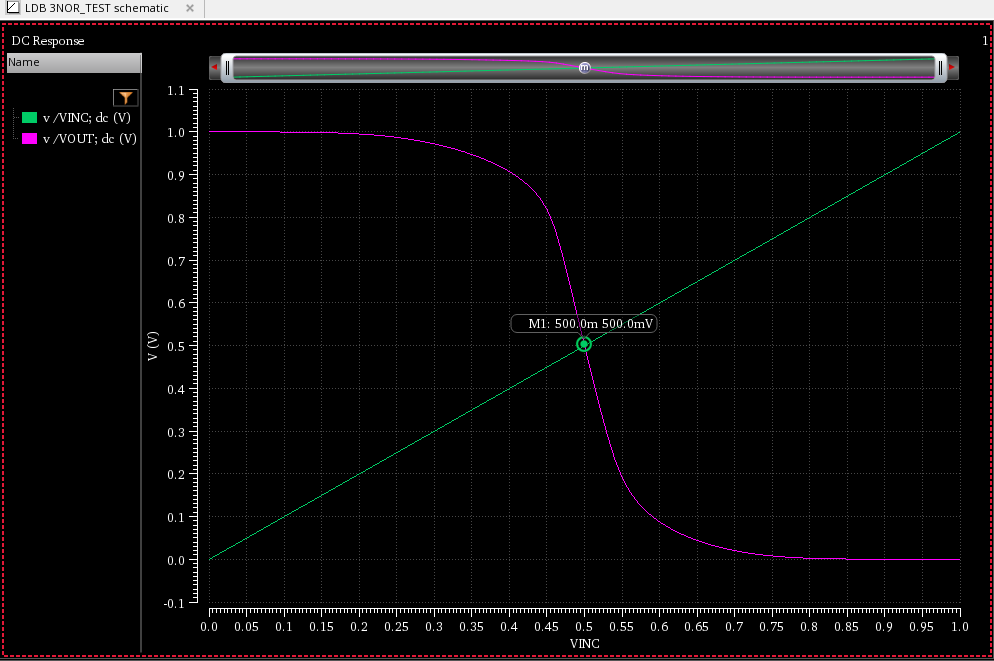 LDB 3NOR_TEST schematic
DC Response
1
Name
v /VINC; dc (V)
v /VOUT; dc (V)
m
1.1
1.0
0.9
0.8
0.7
0.6
0.5
0.4
0.3
0.2
0.1
0.0
-0.1
V (V)
M1: 500.0m 500.0mV
0.0 0.05 0.1 0.15 0.2 0.25 0.3 0.35 0.4 0.45 0.5 0.55 0.6 0.65 0.7 0.75 0.8 0.85 0.9 0.95 1.0
VINC